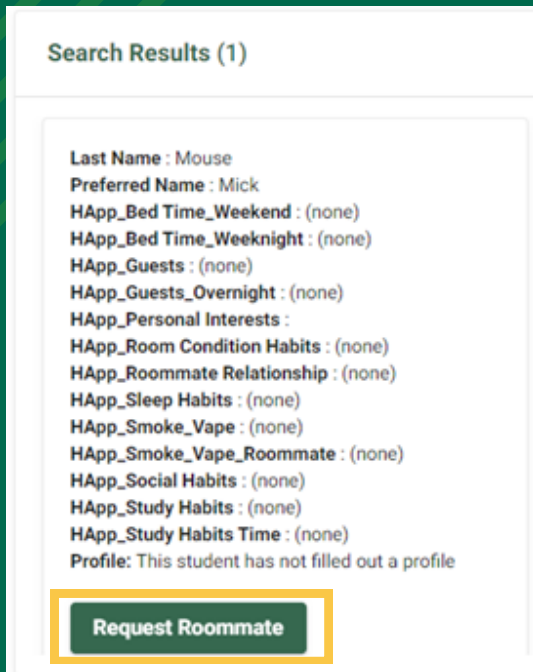 Search Results (1)
Last Name : Mouse
Preferred Name : Mick
HApp_Bed Time_Weekend : (none)
HApp_Bed Time_Weeknight : (none)
HApp_Guests : (none)
HApp_Guests_Overnight : (none)
HApp_Personal Interests :
HApp_Room Condition Habits : (none)
HApp_Roommate Relationship : (none)
HApp_Sleep Habits : (none)
HApp_Smoke_Vape : (none)
HApp_Smoke_Vape_Roommate : (none)
HApp_Social Habits : (none)
HApp_Study Habits : (none)
HApp_Study Habits Time : (none)
Profile: This student has not filled out a profile
Request Roommate